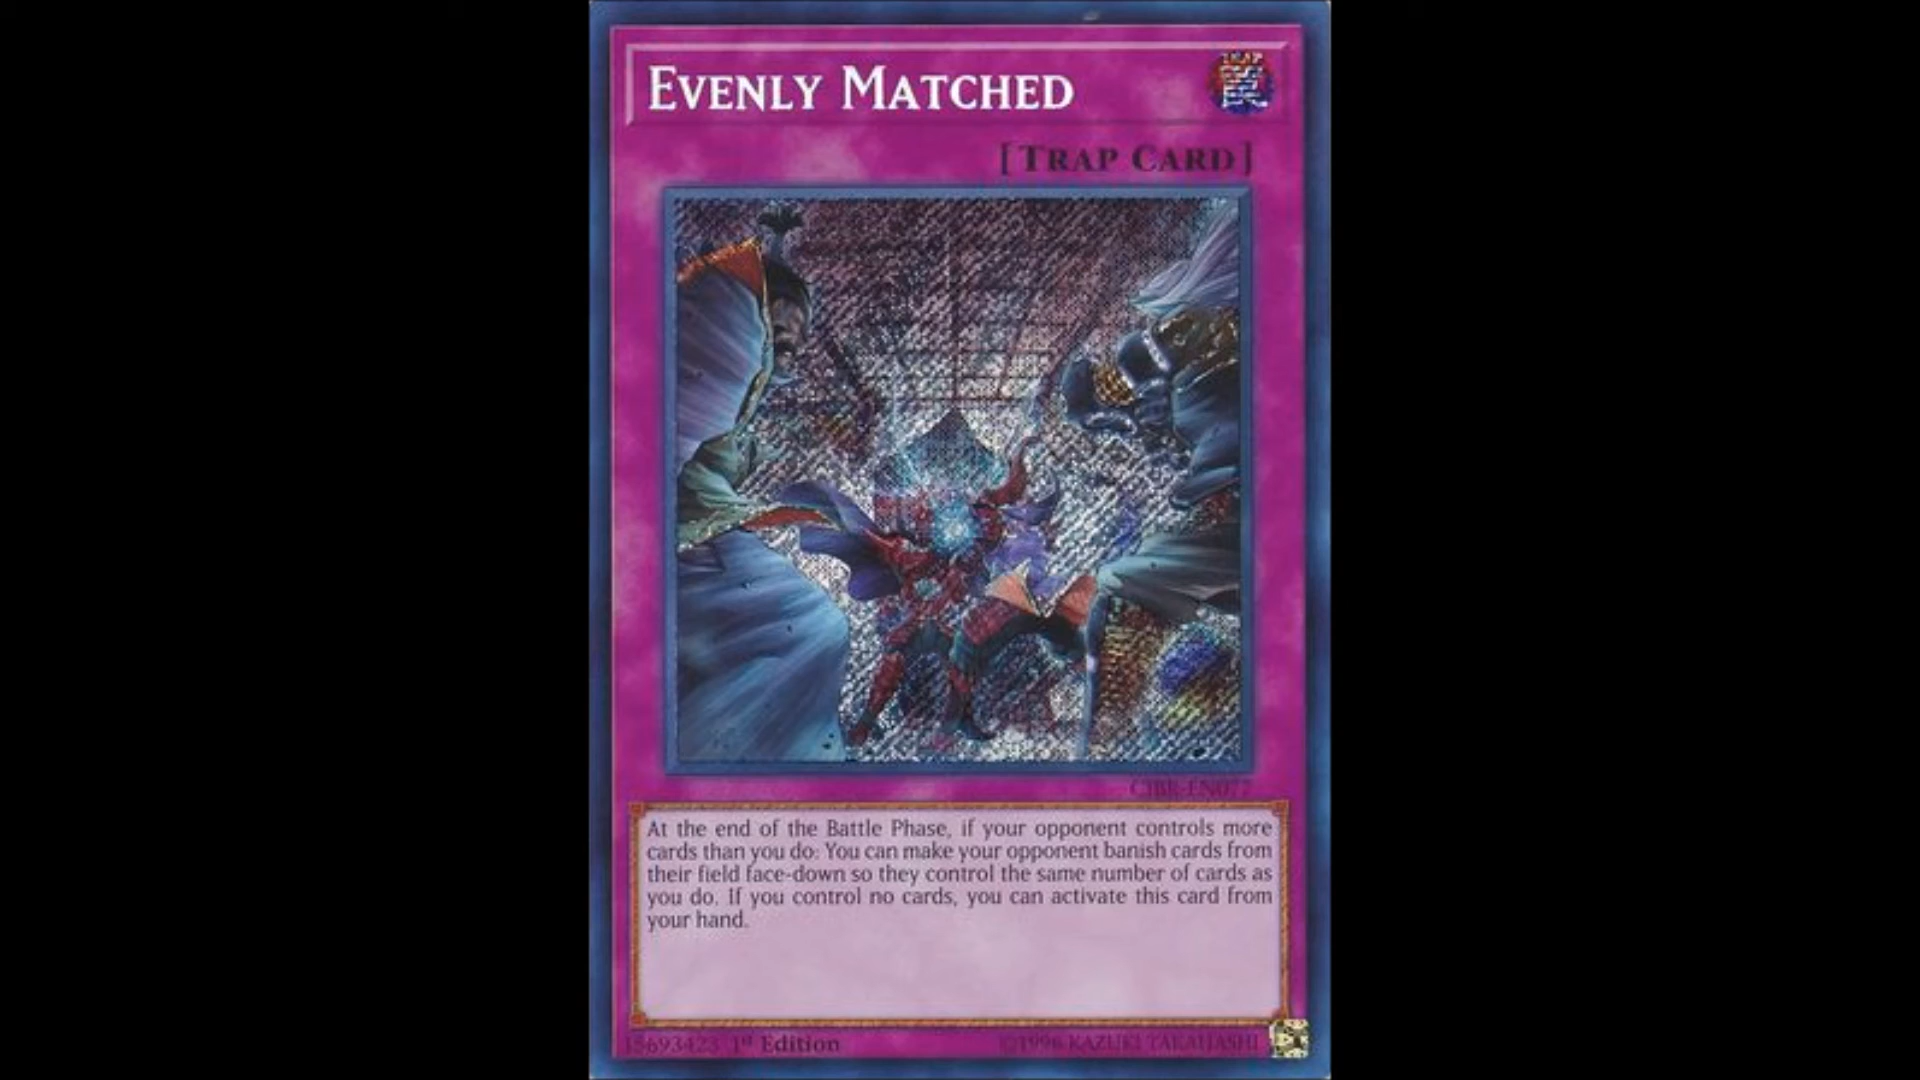 EVENLY MATCHED
TRAP
[TRAP CARD]
CIBR-EN077
At the end of the Battle Phase, if your opponent controls more
cards than you do: You can make your opponent banish cards from
their field face-down so they control the same number of cards as
you do. If you control no cards, you can activate this card from
your hand.
15693423 1st Edition
©1996 KAZUKI TAKAHASHI